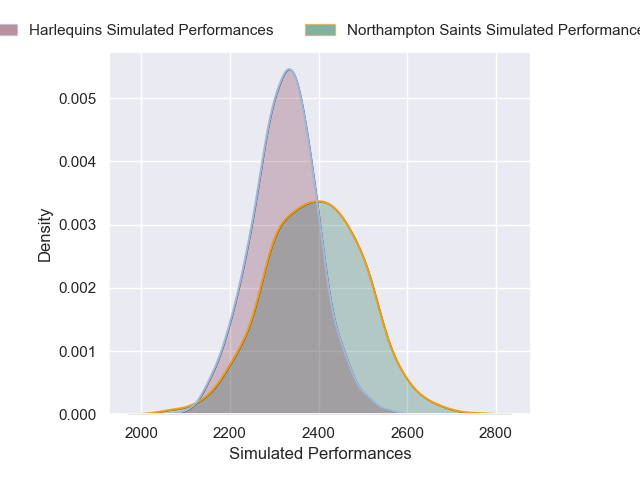 Harlequins Simulated Performances Northampton Saints Simulated Performance
0.005
0.004
0.003
0.002
0.001
0.000
Density
2000 2200 2400 2600 2800
Simulated Performances